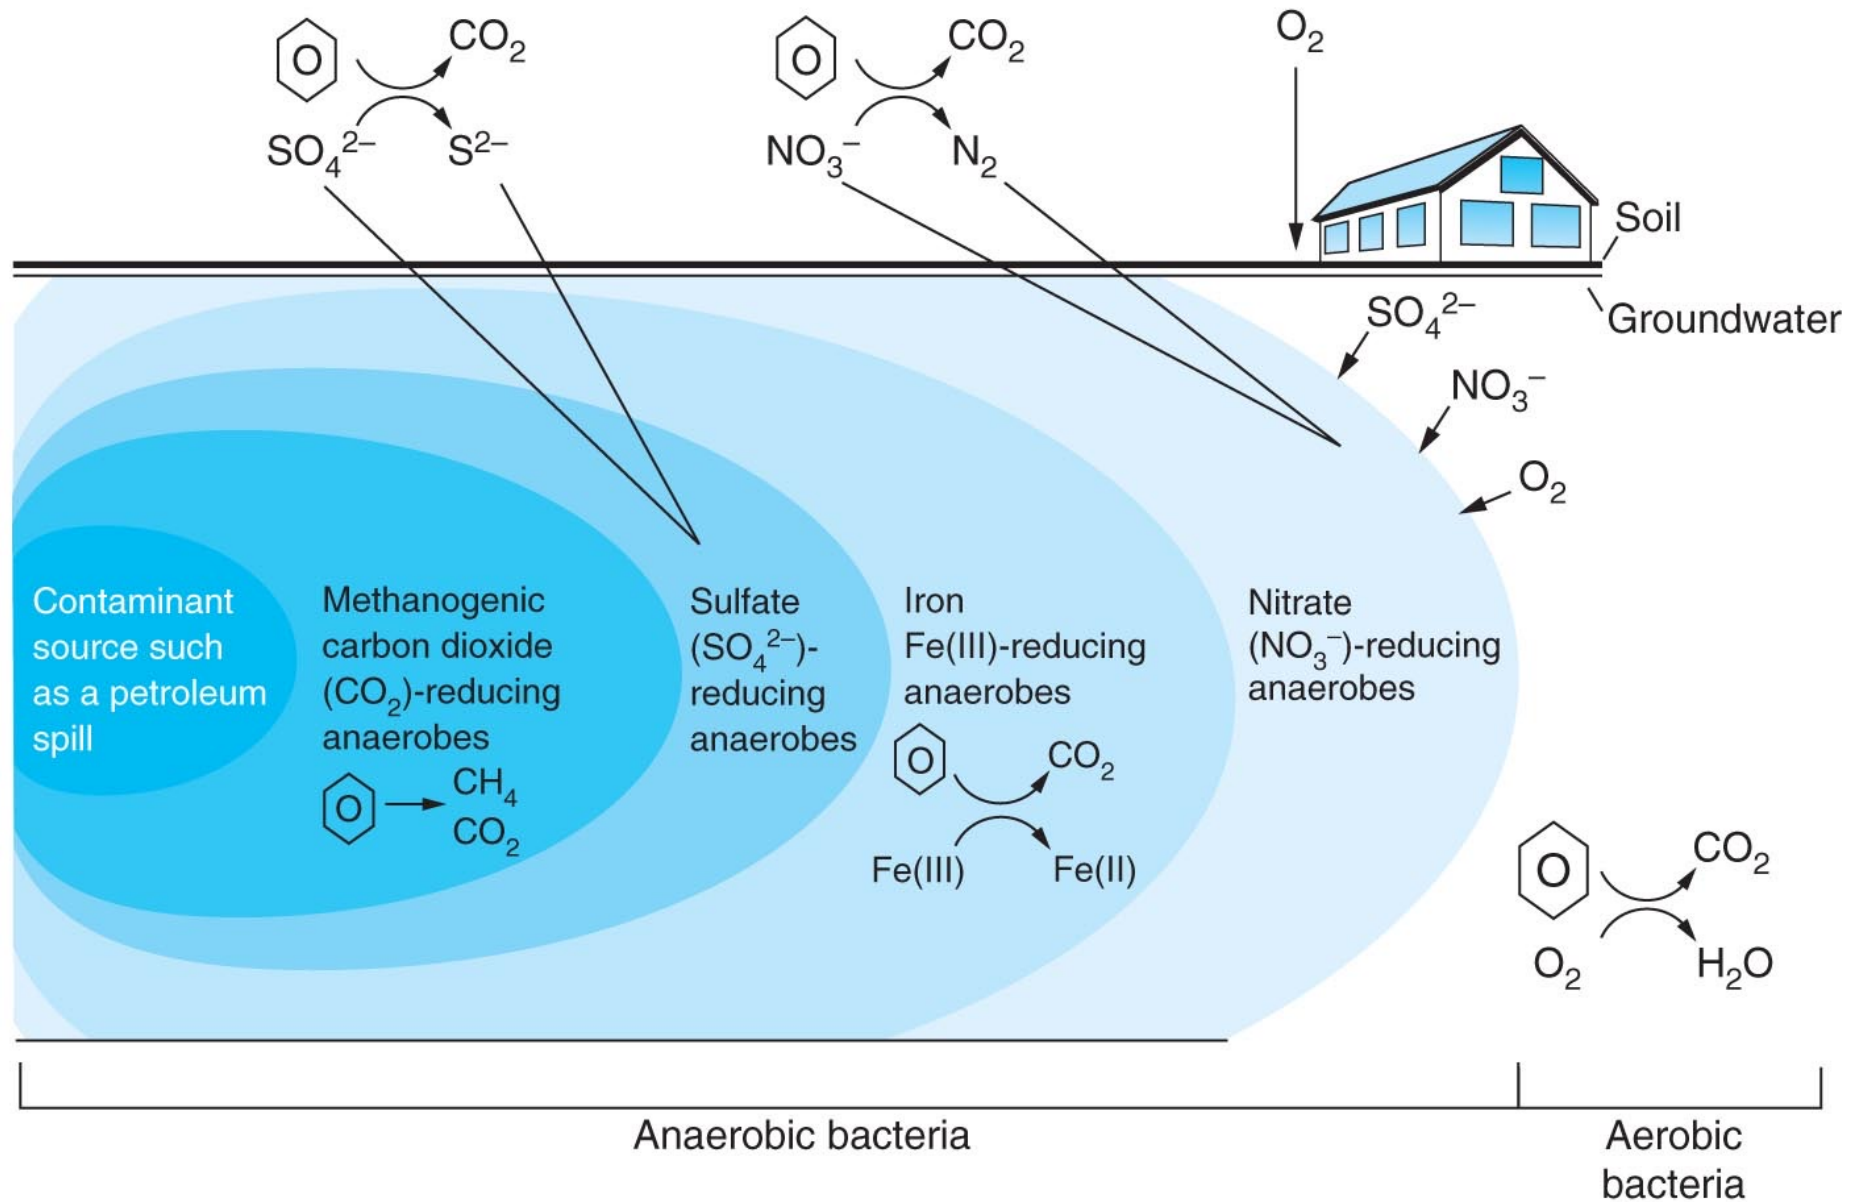 CO₂
SO₄²⁻ S²⁻
CO₂
NO₃⁻ N₂
O₂
Soil
Groundwater
SO₄²⁻
NO₃⁻
O₂
Contaminant
source such
as a petroleum
spill
Methanogenic
carbon dioxide
(CO₂)-reducing
anaerobes
CH₄
CO₂
Sulfate
(SO₄²⁻)-
reducing
anaerobes
Iron
Fe(III)-reducing
anaerobes
CO₂
Fe(III) Fe(II)
Nitrate
(NO₃⁻)-reducing
anaerobes
CO₂
O₂ H₂O
Anaerobic bacteria
Aerobic
bacteria